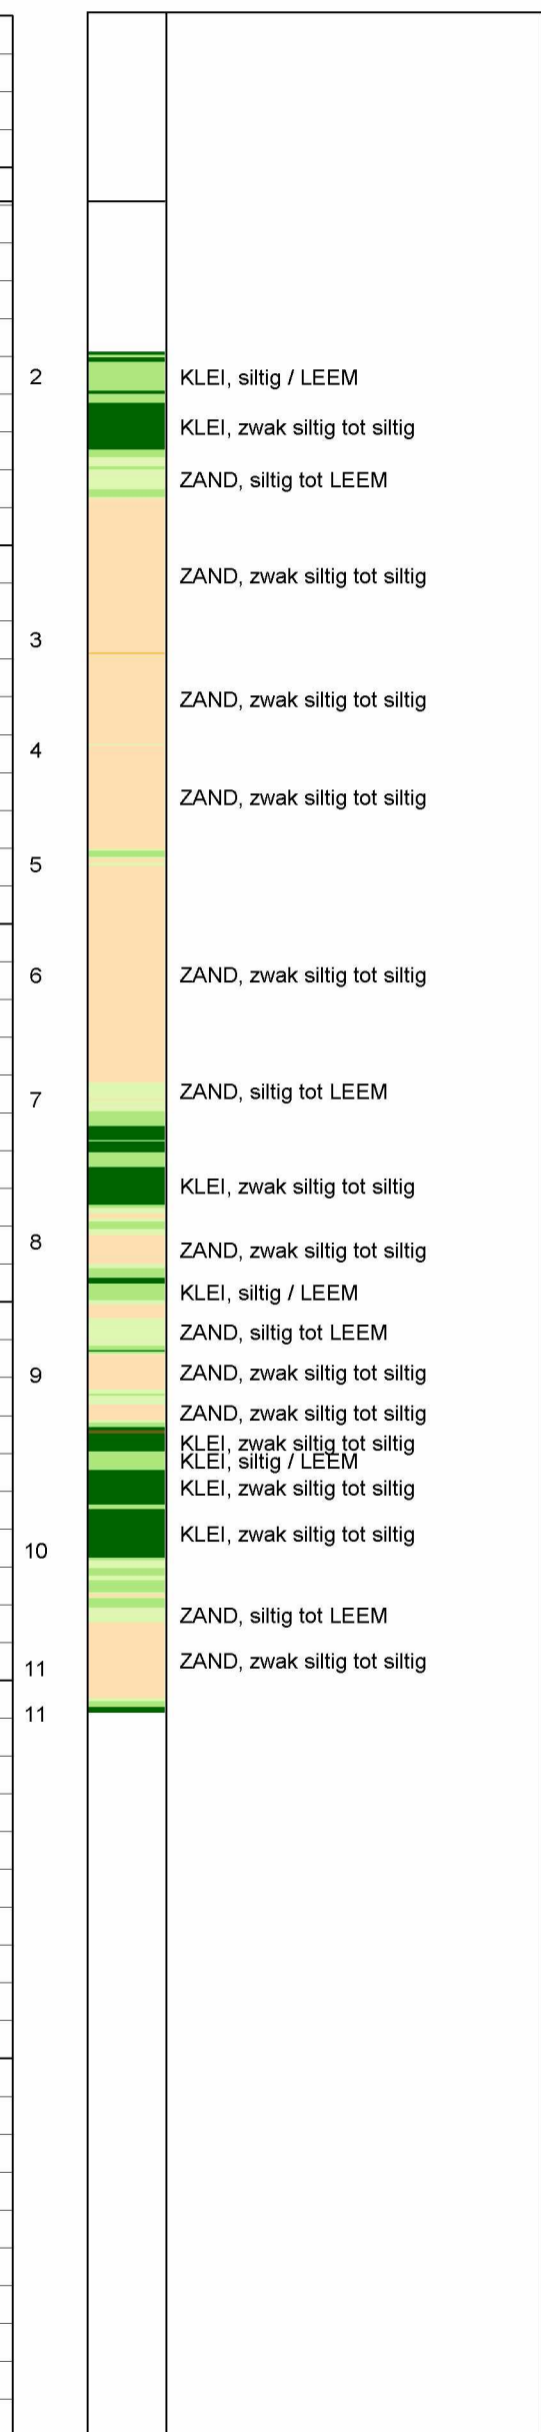 2 KLEI, siltig / LEEM
KLEI, zwak siltig tot siltig
ZAND, siltig tot LEEM
ZAND, zwak siltig tot siltig
3
ZAND, zwak siltig tot siltig
4
ZAND, zwak siltig tot siltig
5
6 ZAND, zwak siltig tot siltig
7 ZAND, siltig tot LEEM
KLEI, zwak siltig tot siltig
8 ZAND, zwak siltig tot siltig
KLEI, siltig / LEEM
ZAND, siltig tot LEEM
9 ZAND, zwak siltig tot siltig
ZAND, zwak siltig tot siltig
KLEI, zwak siltig tot siltig
KLEI, siltig / LEEM
KLEI, zwak siltig tot siltig
KLEI, zwak siltig tot siltig
10
ZAND, siltig tot LEEM
11 ZAND, zwak siltig tot siltig
11